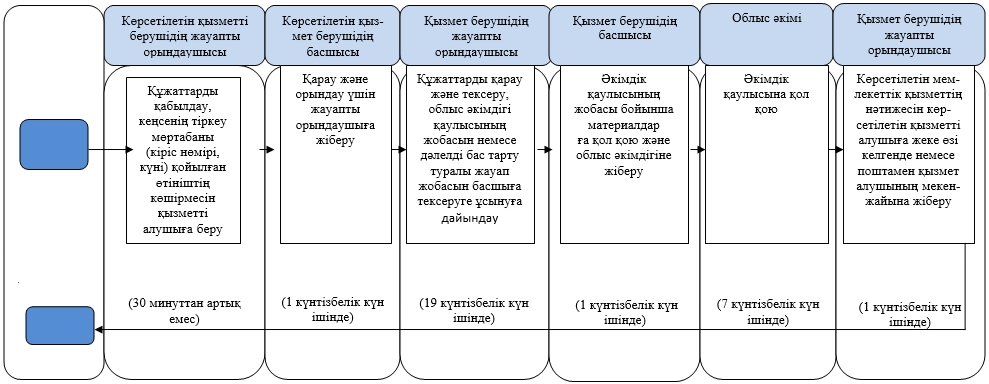 Көрсетілетін қызметті
берушідің жауапты
орындаушысы
Көрсетілетін қыз-
мет берушідің
басшысы
Қызмет берушідің
жауапты
орындаушысы
Қызмет берушідің
басшысы
Облыс әкімі
Қызмет берушідің
жауапты
орындаушысы
Құжаттарды
қабылдау,
кеңсенің тіркеу
мөртабаны
(кіріс нөмірі,
күні) қойылған
өтініштің
көшірмесін
қызметті
алушыға беру
Қарау және
орындау үшін
жауапты
орындаушыға
жіберу
Құжаттарды қарау
және тексеру,
облыс әкімдігі
қаулысының
жобасын немесе
дәлелді бас тарту
туралы жауап
жобасын басшыға
тексеруге ұсынуға
дайындау
Әкімдік
қаулысының
жобасы бойынша
материалдар
ға қол қою және
облыс әкімдігіне
жіберу
Әкімдік
қаулысына қол
қою
Көрсетілетін мем-
лекеттік қызметтің
нәтижесін көр-
сетілетін қызметті
алушыға жеке өзі
келгенде немесе
поштамен қызмет
алушының мекен-
жайына жіберу
(30 минуттан артық
емес)
(1 күнтізбелік күн
ішінде)
(19 күнтізбелік күн
ішінде)
(1 күнтізбелік күн
ішінде)
(7 күнтізбелік күн
ішінде)
(1 күнтізбелік күн
ішінде)